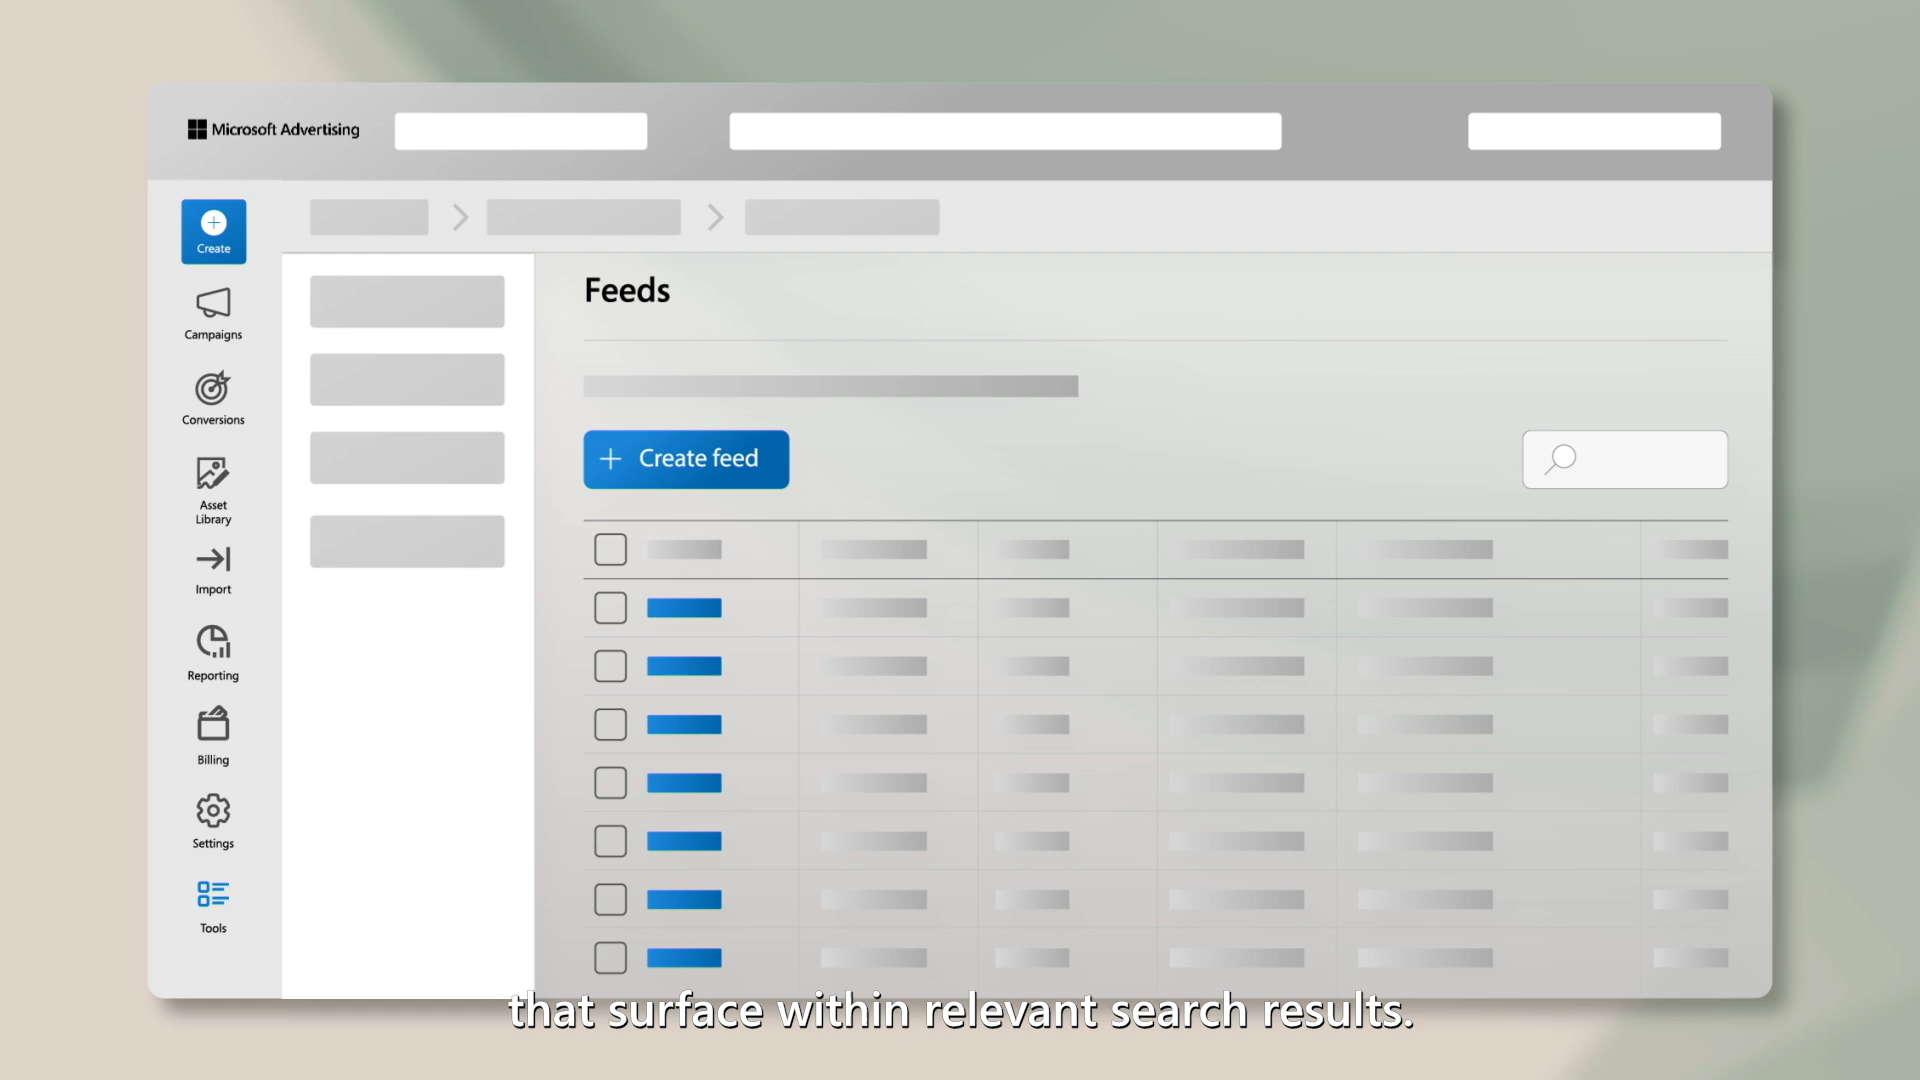 Microsoft Advertising
Create
Campaigns
Conversions
Asset
Library
Import
Reporting
Billing
Settings
Tools
Feeds
Create feed
that surface within relevant search results.